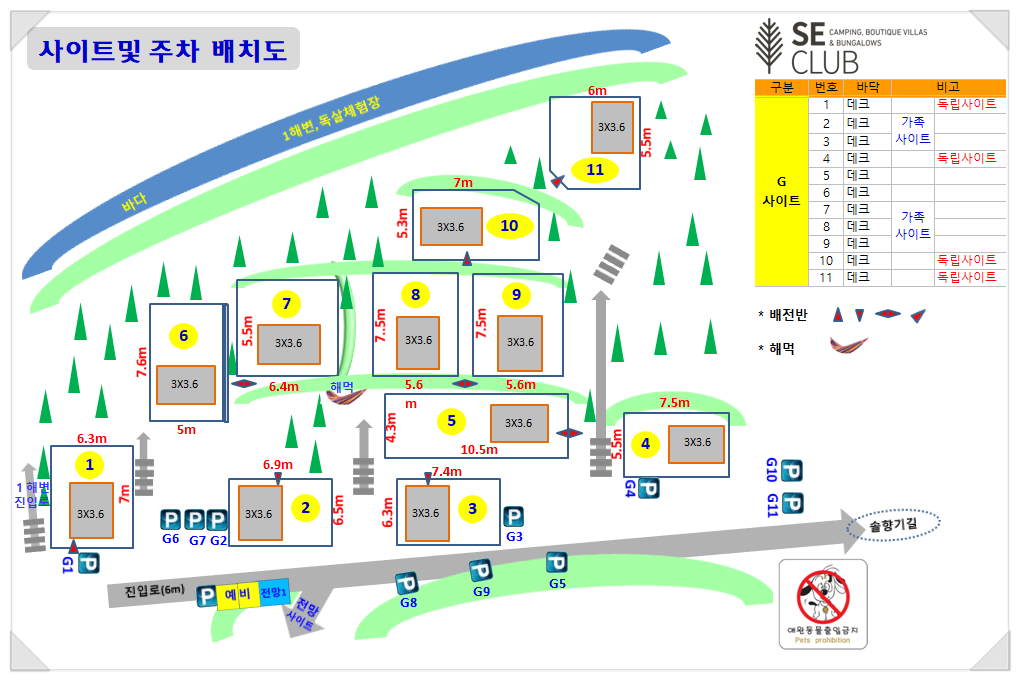 사이트및 주차 배치도
SE CLUB
CAMPING, BOUTIQUE VILLAS
& BUNGALOWS
구분 번호 바닥 비고
G
사이트
1 데크 독립사이트
2 데크 가족
3 데크 사이트
4 데크 독립사이트
5 데크
6 데크
7 데크 가족
8 데크 사이트
9 데크
10 데크 독립사이트
11 데크 독립사이트
* 배전반
* 해먹
1해변, 독살체험장
바다
6m
3X3.6
5.5m
11
7m
5.3m
3X3.6
10
7
5.5m
3X3.6
6.4m
8
7..5m
3X3.6
5.6
m
9
7.5m
3X3.6
5.6m
6
7.6m
3X3.6
5m
해먹
5
4.3m
3X3.6
10.5m
7.5m
4
5.5m
3X3.6
G4 P
6.3m
1
7m
3X3.6
1 해변
진입로
G1 P
6.9m
3X3.6
2
6.5m
7.4m
6.3m
3X3.6
3
P P P
G6 G7 G2
P
G3
G10 P
G11 P
솔향기길
진입로(6m)
P 예비 전망1
전망
사이트
P
G8
P
G9
P
G5
애완동물출입금지
Pets prohibition